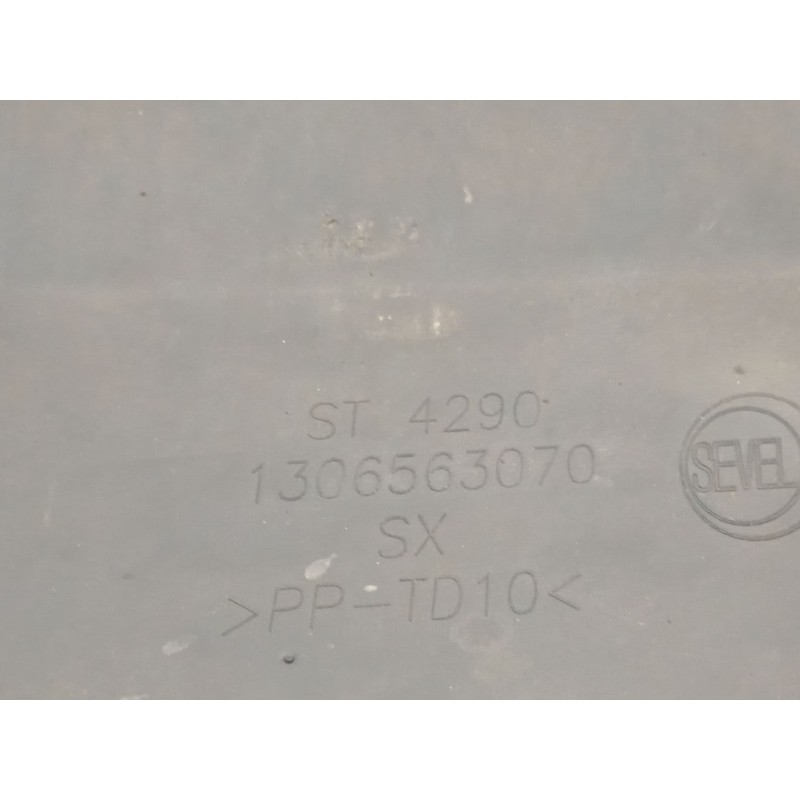 ST 4290
1306563070
SX
>PP-TD10<
SEVEL